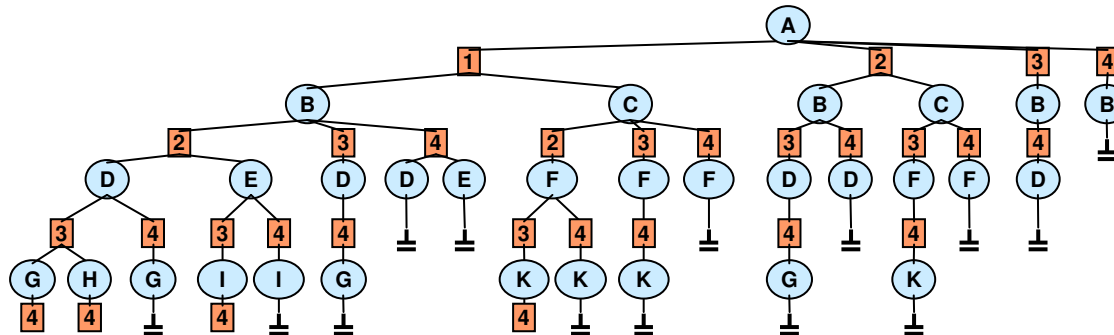 A
1 2 3 4
B C B C B B
2 3 4 2 3 4 3 4 3 4 4
D E D D E F F F D D F F D
3 4 3 4 4 3 4 4 4 4
G H G I I G K K K G K
4 4 4 4